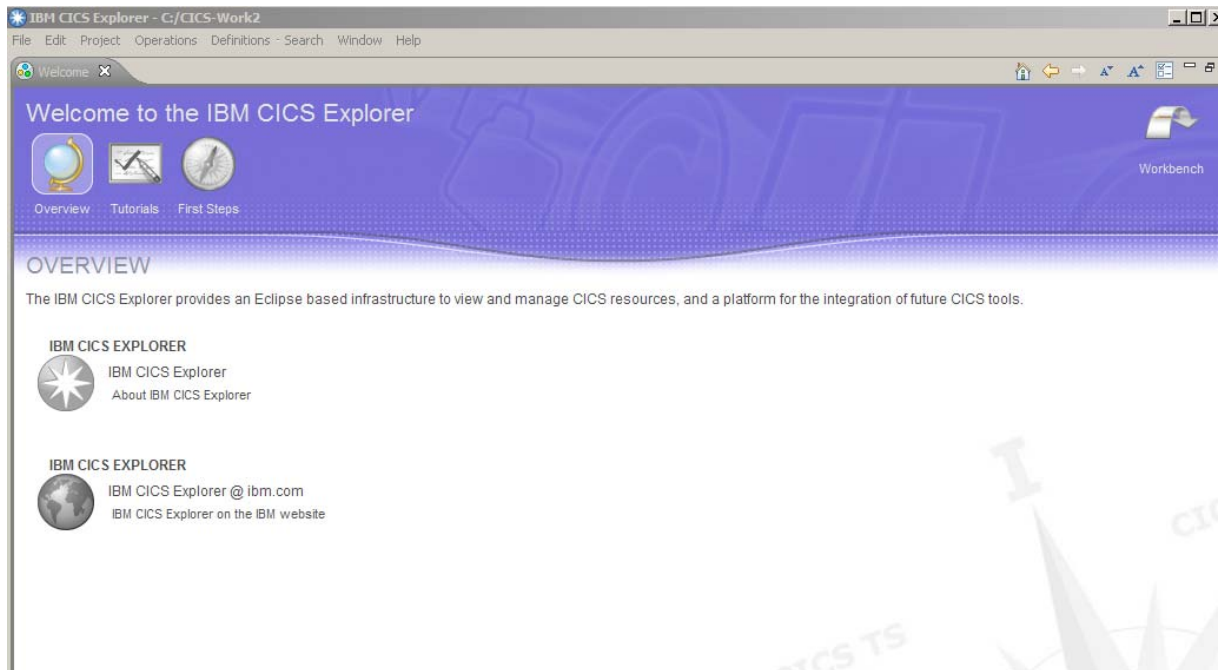 IBM CICS Explorer - C:/CICS-Work2
File Edit Project Operations Definitions - Search Window Help
Welcome
Welcome to the IBM CICS Explorer
Workbench
Overview Tutorials First Steps
OVERVIEW
The IBM CICS Explorer provides an Eclipse based infrastructure to view and manage CICS resources, and a platform for the integration of future CICS tools.
IBM CICS EXPLORER
IBM CICS Explorer
About IBM CICS Explorer
IBM CICS EXPLORER
IBM CICS Explorer @ ibm.com
IBM CICS Explorer on the IBM website
I
CICS TS